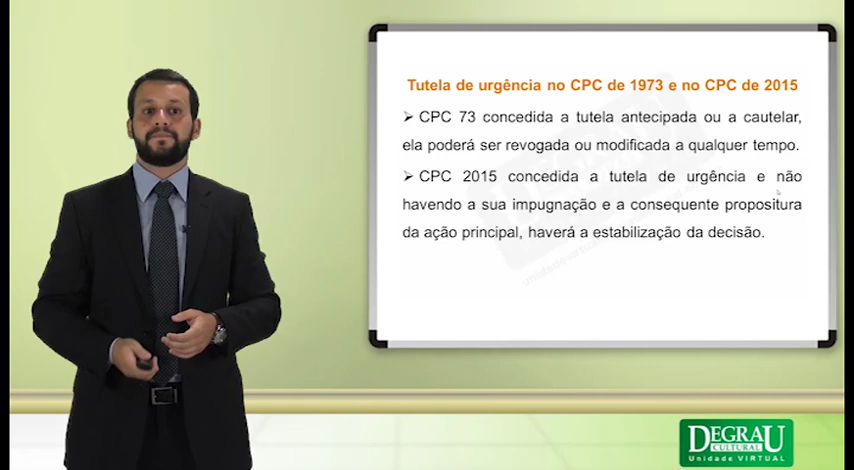 Tutela de urgência no CPC de 1973 e no CPC de 2015
➢ CPC 73 concedida a tutela antecipada ou a cautelar,
ela poderá ser revogada ou modificada a qualquer tempo.
➢ CPC 2015 concedida a tutela de urgência e não
havendo a sua impugnação e a consequente propositura
da ação principal, haverá a estabilização da decisão.
DEGRAU
CULTURAL
Unidade VIRTUAL